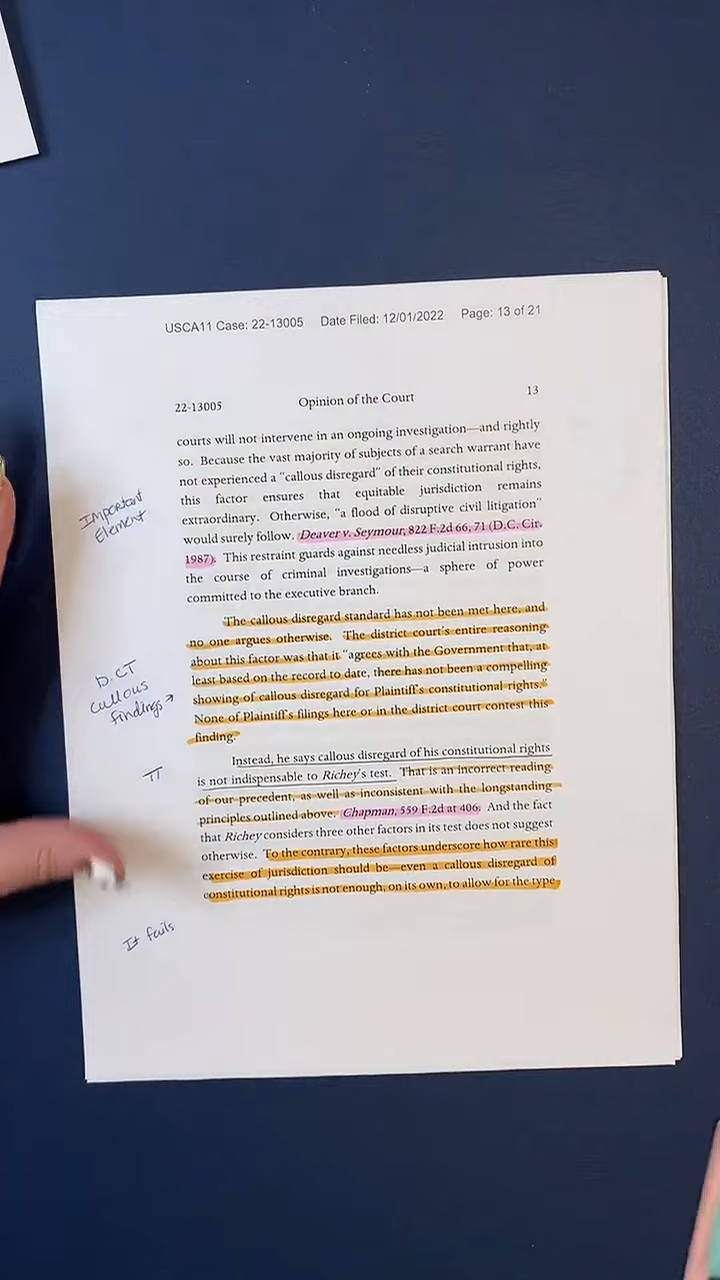 USCA11 Case: 22-13005 Date Filed: 12/01/2022 Page: 13 of 21
22-13005 Opinion of the Court 13
courts will not intervene in an ongoing investigation—and rightly
so. Because the vast majority of subjects of a search warrant have
not experienced a “callous disregard” of their constitutional rights,
this factor ensures that equitable jurisdiction remains
extraordinary. Otherwise, “a flood of disruptive civil litigation”
would surely follow. Deaver v. Seymour, 822 F.2d 66, 71 (D.C. Cir.
1987). This restraint guards against needless judicial intrusion into
the course of criminal investigations—a sphere of power
committed to the executive branch.
Important
Element
The callous disregard standard has not been met here, and
no one argues otherwise. The district court’s entire reasoning
about this factor was that it “agrees with the Government that, at
least based on the record to date, there has not been a compelling
showing of callous disregard for Plaintiff’s constitutional rights.”
None of Plaintiff’s filings here or in the district court contest this
finding.
D.CT
callous
findings →
Instead, he says callous disregard of his constitutional rights
is not indispensable to Richey’s test. That is an incorrect reading
of our precedent, as well as inconsistent with the longstanding
principles outlined above. Chapman, 559 F.2d at 406. And the fact
that Richey considers three other factors in its test does not suggest
otherwise. To the contrary, these factors underscore how rare this
exercise of jurisdiction should be—even a callous disregard of
constitutional rights is not enough, on its own, to allow for the type
π
It fails